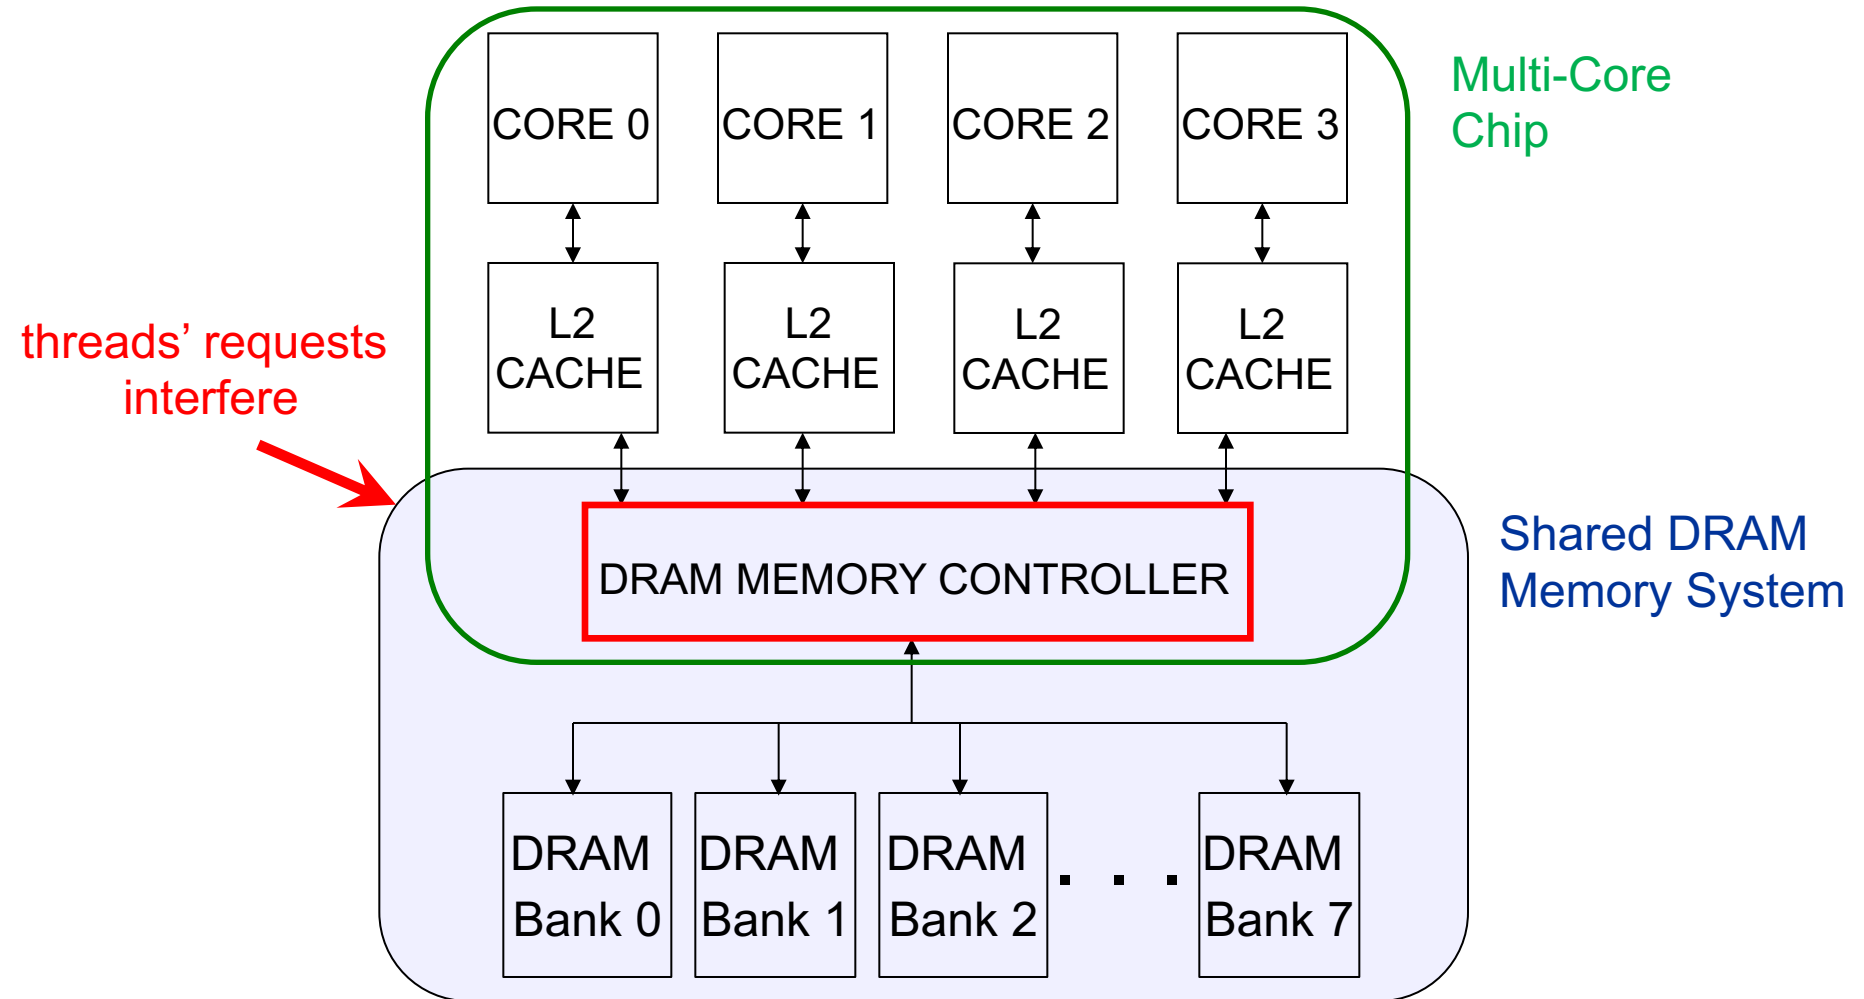 CORE 0
CORE 1
CORE 2
CORE 3
Multi-Core
Chip
L2
CACHE
L2
CACHE
L2
CACHE
L2
CACHE
threads’ requests
interfere
DRAM MEMORY CONTROLLER
Shared DRAM
Memory System
DRAM
Bank 0
DRAM
Bank 1
DRAM
Bank 2
. . .
DRAM
Bank 7